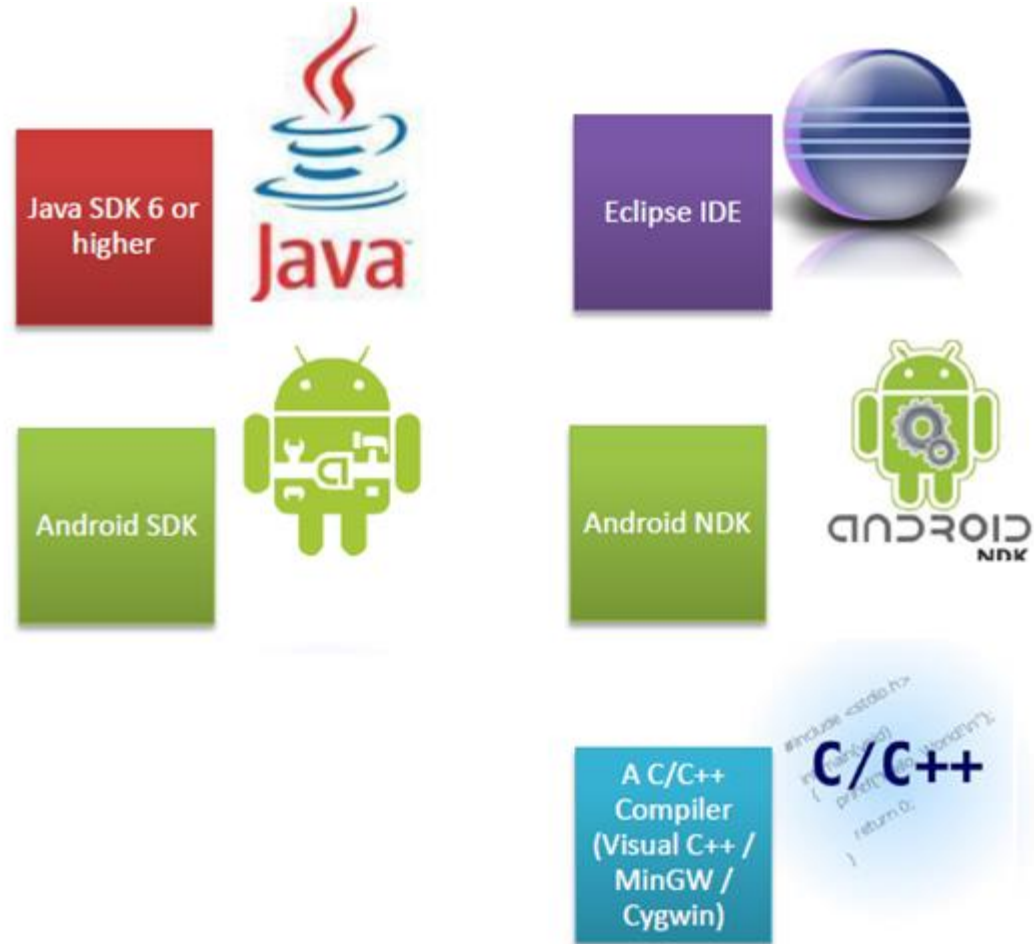 Java SDK 6 or
higher
Java
Eclipse IDE
Android SDK
Android NDK
ANDROID
NDK
A C/C++
Compiler
(Visual C++ /
MinGW /
Cygwin)
#include <stdio.h>
C/C++
return 0;
}